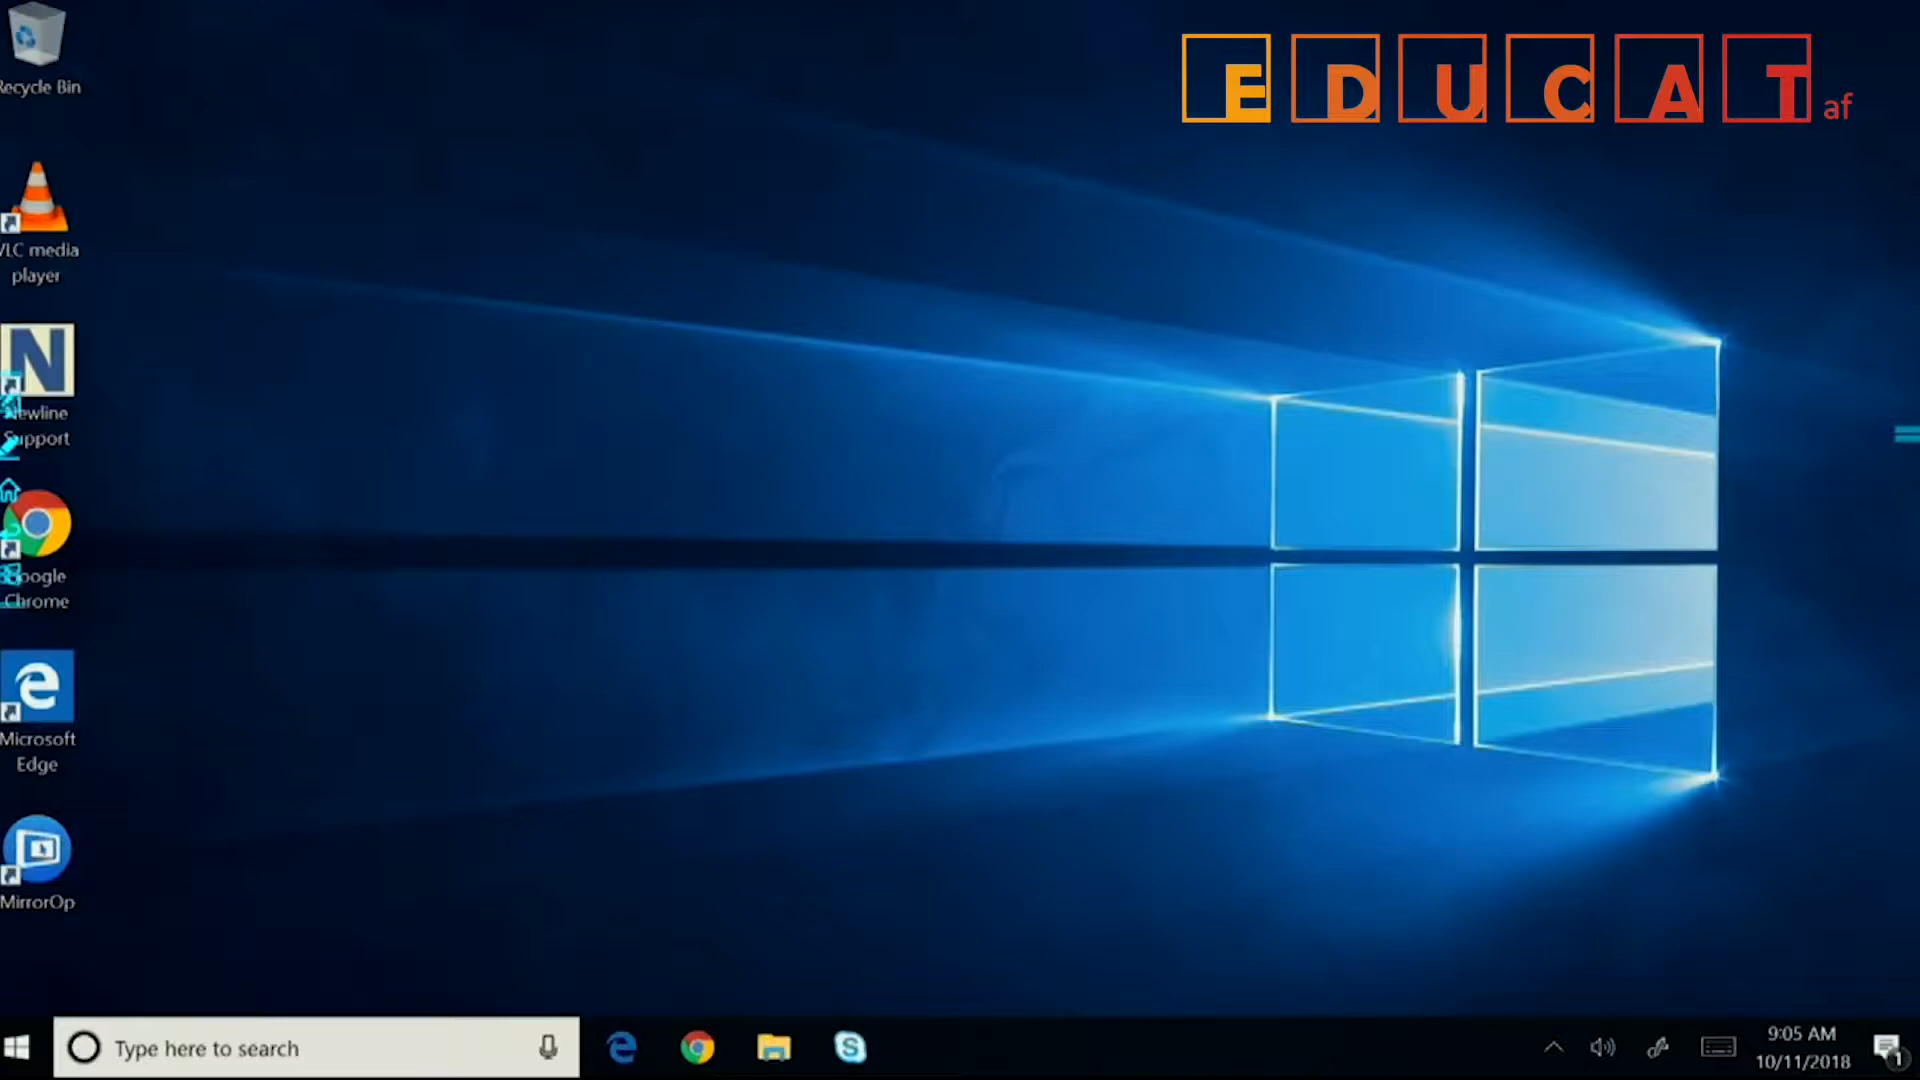 EDUCAT af
Recycle Bin
VLC media
player
Newline
Support
Google
Chrome
Microsoft
Edge
MirrorOp
Type here to search
9:05 AM
10/11/2018
1